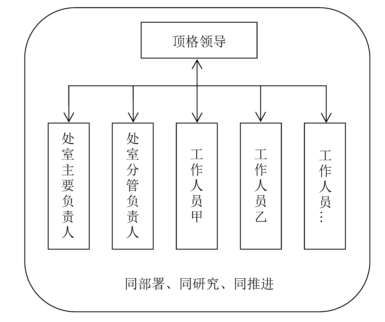 顶格领导
处室主要负责人
处室分管负责人
工作人员甲
工作人员乙
工作人员…
同部署、同研究、同推进